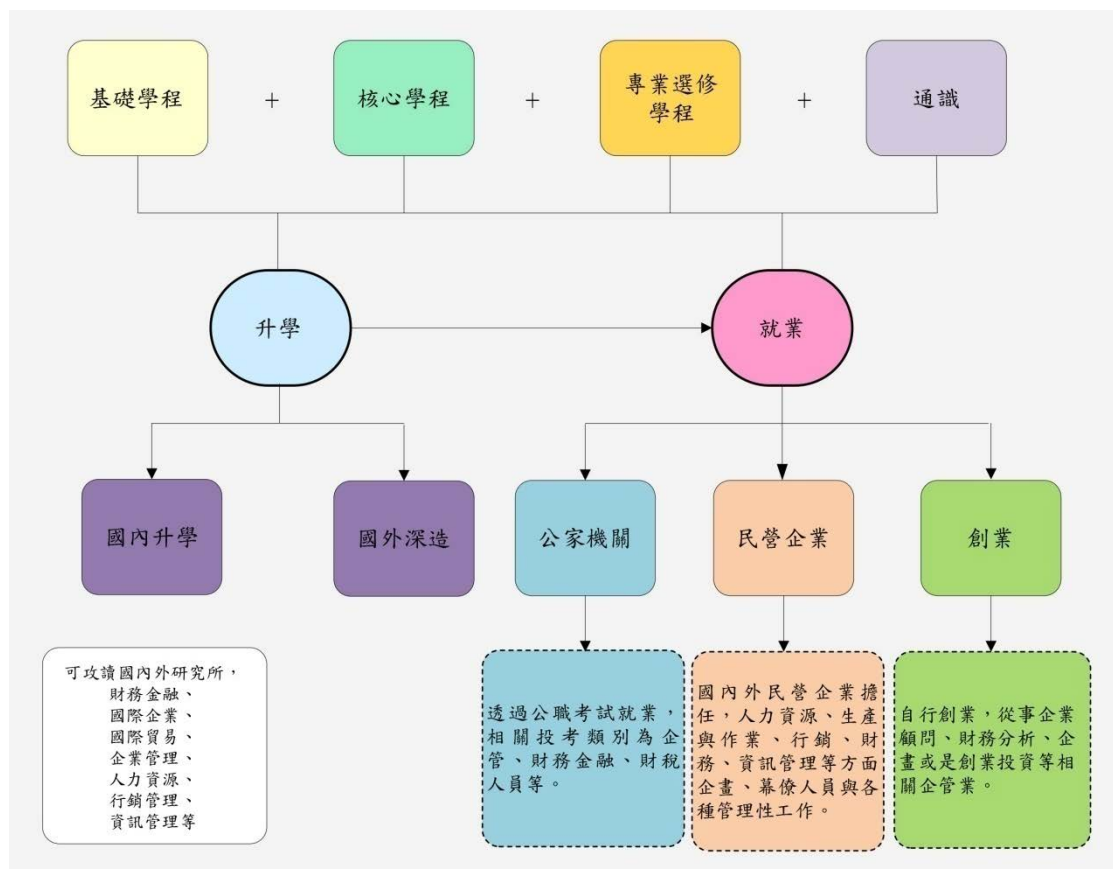 基礎學程
+
核心學程
+
專業選修
學程
+
通識
升學
就業
國內升學
國外深造
公家機關
民營企業
創業
可攻讀國內外研究所，
財務金融、
國際企業、
國際貿易、
企業管理、
人力資源、
行銷管理、
資訊管理等
透過公職考試就業，
相關投考類別為企
管、財務金融、財稅
人員等。
國內外民營企業擔
任，人力資源、生產
與作業、行銷、財
務、資訊管理等方面
企畫、幕僚人員與各
種管理性工作。
自行創業，從事企業
顧問、財務分析、企
畫或是創業投資等相
關企管業。